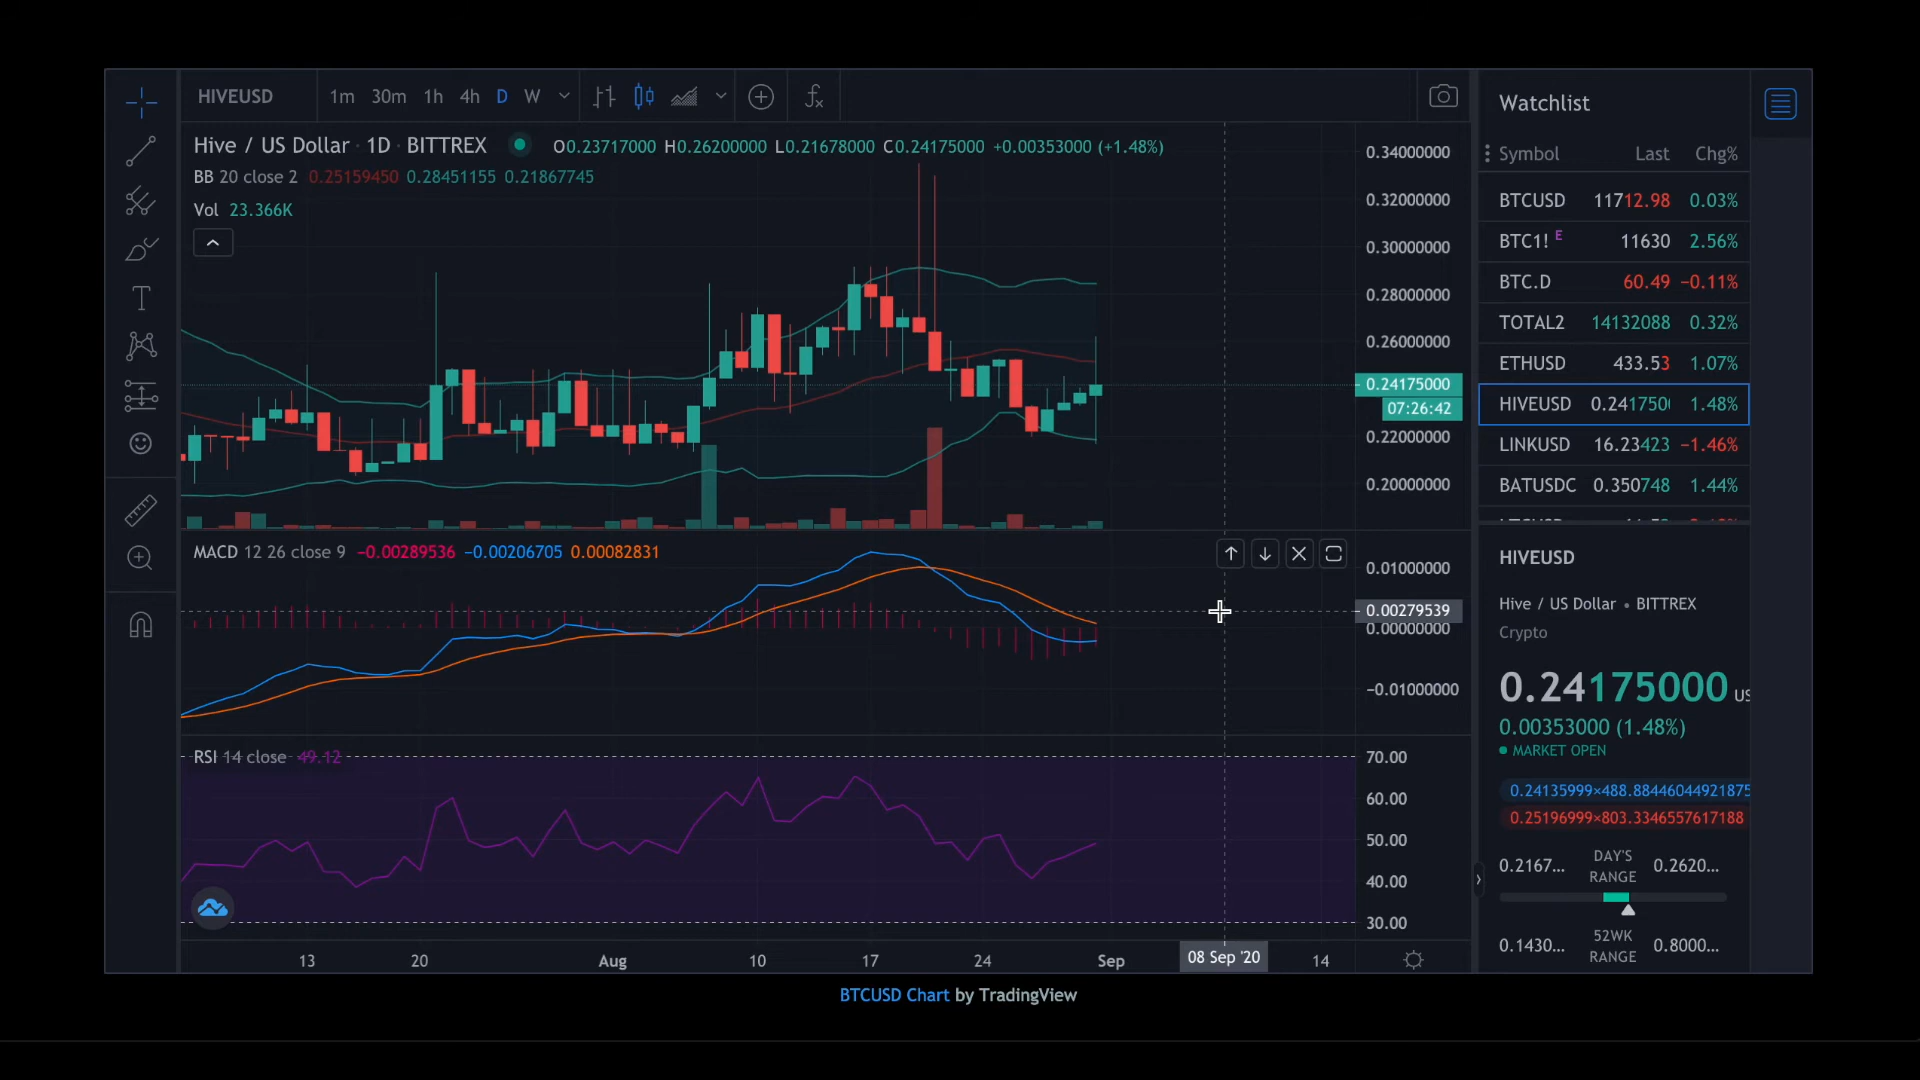 HIVEUSD 1m 30m 1h 4h D W
Hive / US Dollar · 1D · BITTREX O0.23717000 H0.26200000 L0.21678000 C0.24175000 +0.00353000 (+1.48%)
BB 20 close 2 0.25159450 0.28451155 0.21867745
Vol 23.366K
0.34000000
0.32000000
0.30000000
0.28000000
0.26000000
0.24175000
07:26:42
0.22000000
0.20000000
MACD 12 26 close 9 −0.00289536 −0.00206705 0.00082831
0.01000000
0.00279539
0.00000000
−0.01000000
RSI 14 close 49.12
70.00
60.00
50.00
40.00
30.00
13 20 Aug 10 17 24 Sep 08 Sep '20 14
Watchlist
Symbol Last Chg%
BTCUSD 11712.98 0.03%
BTC1! E 11630 2.56%
BTC.D 60.49 −0.11%
TOTAL2 14132088 0.32%
ETHUSD 433.53 1.07%
HIVEUSD 0.241750 1.48%
LINKUSD 16.23423 −1.46%
BATUSDC 0.350748 1.44%
HIVEUSD
Hive / US Dollar • BITTREX
Crypto
0.24175000 US
0.00353000 (1.48%)
MARKET OPEN
0.24135999×488.88446044921875
0.25196999×803.3346557617188
0.2167... DAY'S RANGE 0.2620...
0.1430... 52WK RANGE 0.8000...
BTCUSD Chart by TradingView